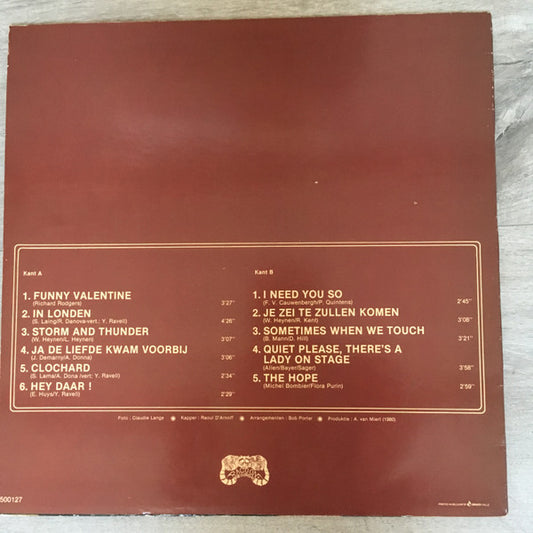 Kant A
1. FUNNY VALENTINE
(Richard Rodgers) 3'27"
2. IN LONDEN
(S. Laing/R. Danova-vert.: Y. Ravell) 4'26"
3. STORM AND THUNDER
(W. Heynen/L. Heynen) 3'07"
4. JA DE LIEFDE KWAM VOORBIJ
(J. Demarny/A. Donna) 3'06"
5. CLOCHARD
(S. Lama/A. Dona /vert: Y. Ravell) 2'34"
6. HEY DAAR !
(E. Huys/Y. Ravell) 2'29"
Kant B
1. I NEED YOU SO
(F. V. Gauwenbergh/P. Quintens) 2'45"
2. JE ZEI TE ZULLEN KOMEN
(W. Heynen/R. Kent) 3'08"
3. SOMETIMES WHEN WE TOUCH
(B. Mann/D. Hill) 3'21"
4. QUIET PLEASE, THERE'S A
LADY ON STAGE
(Allen/Bayer/Sager) 3'58"
5. THE HOPE
(Michel Bombier/Flora Purin) 2'59"
Foto : Claudie Lange Kapper : Raoul D'Arnoff Arrangementen : Bob Porter Produktie : A. van Miert (1980)
500127